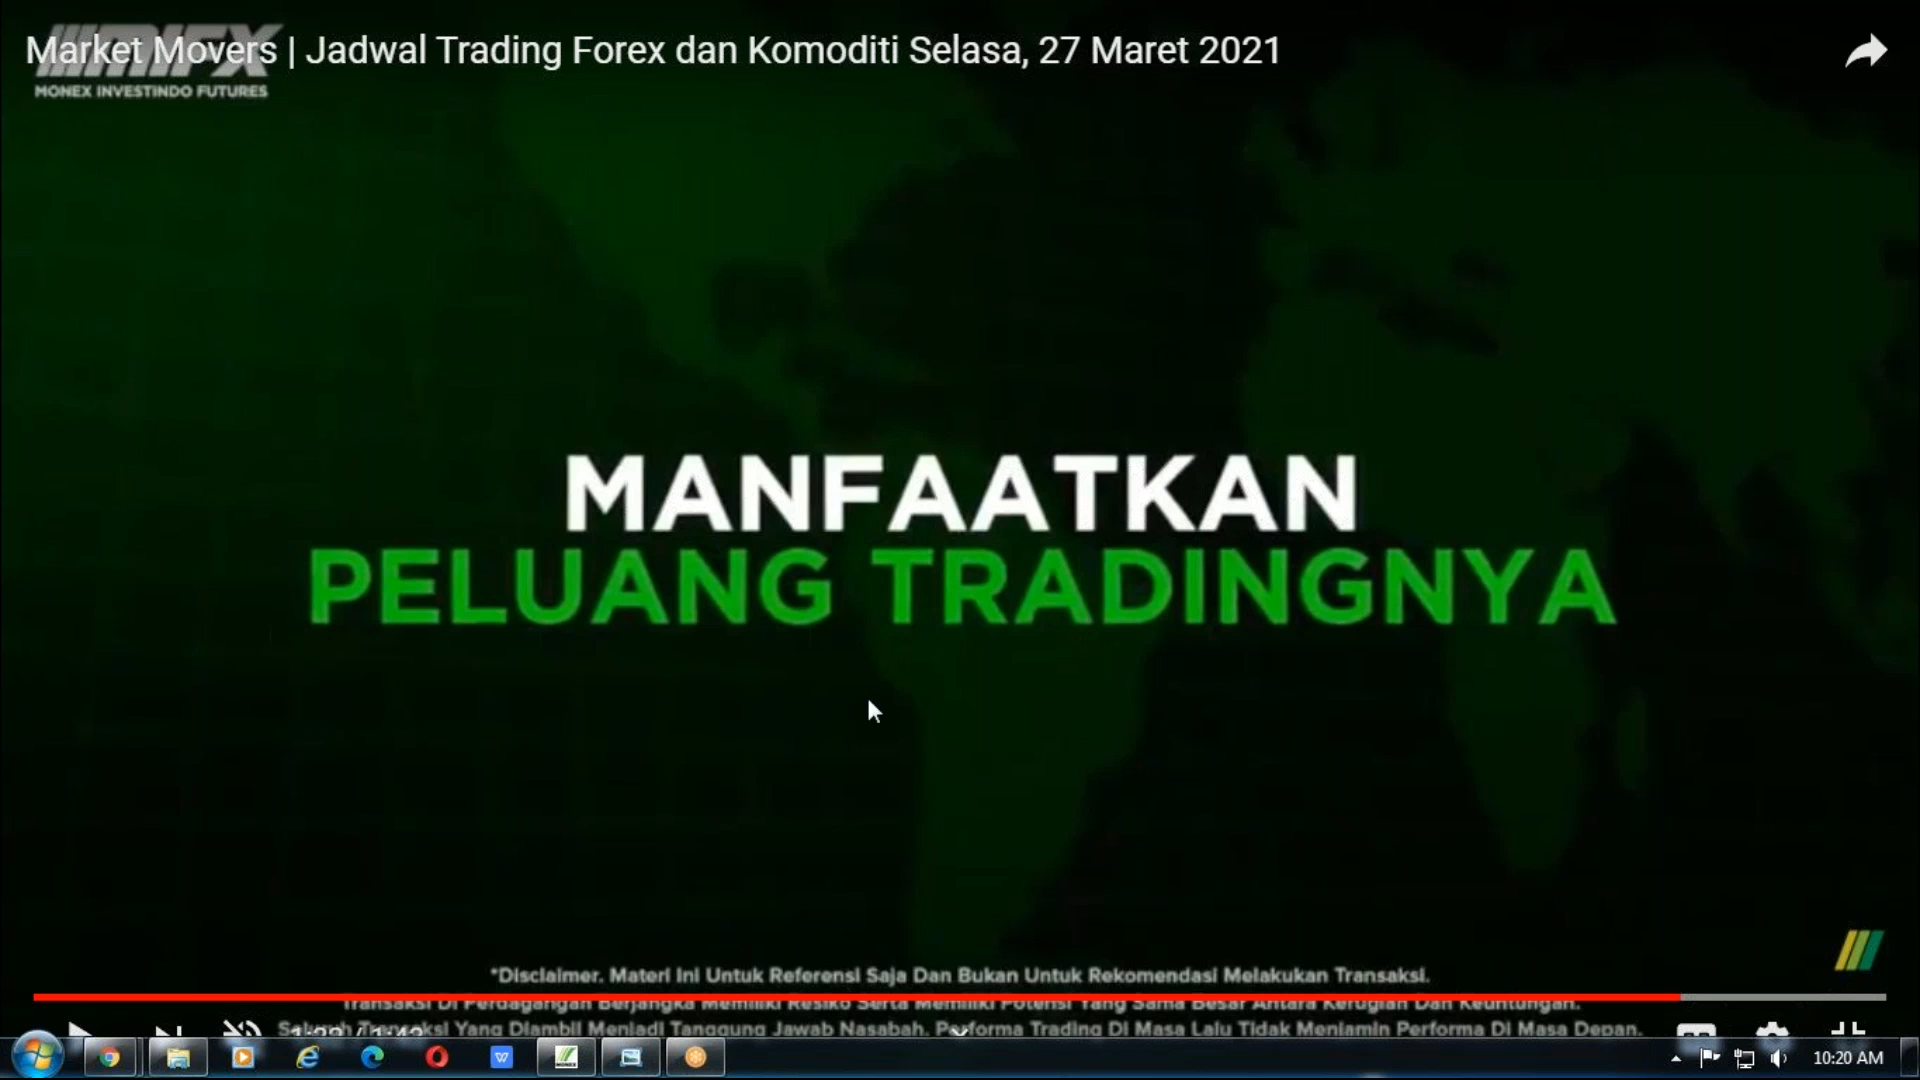 MIFX
Market Movers | Jadwal Trading Forex dan Komoditi Selasa, 27 Maret 2021
MONEX INVESTINDO FUTURES
MANFAATKAN
PELUANG TRADINGNYA
*Disclaimer. Materi Ini Untuk Referensi Saja Dan Bukan Untuk Rekomendasi Melakukan Transaksi.
Transaksi Di Perdagangan Berjangka Memiliki Resiko Serta Memiliki Potensi Yang Sama Besar Antara Kerugian Dan Keuntungan.
Seluruh Transaksi Yang Diambil Menjadi Tanggung Jawab Nasabah. Performa Trading Di Masa Lalu Tidak Menjamin Performa Di Masa Depan.
10:20 AM